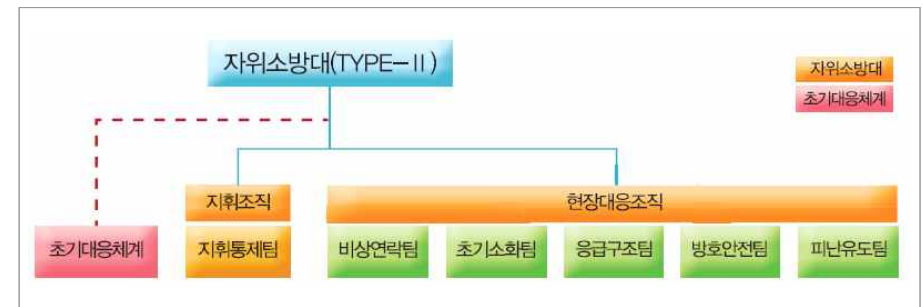 자위소방대(TYPE-II)
자위소방대
초기대응체계
지휘조직
현장대응조직
초기대응체계
지휘통제팀
비상연락팀
초기소화팀
응급구조팀
방호안전팀
피난유도팀